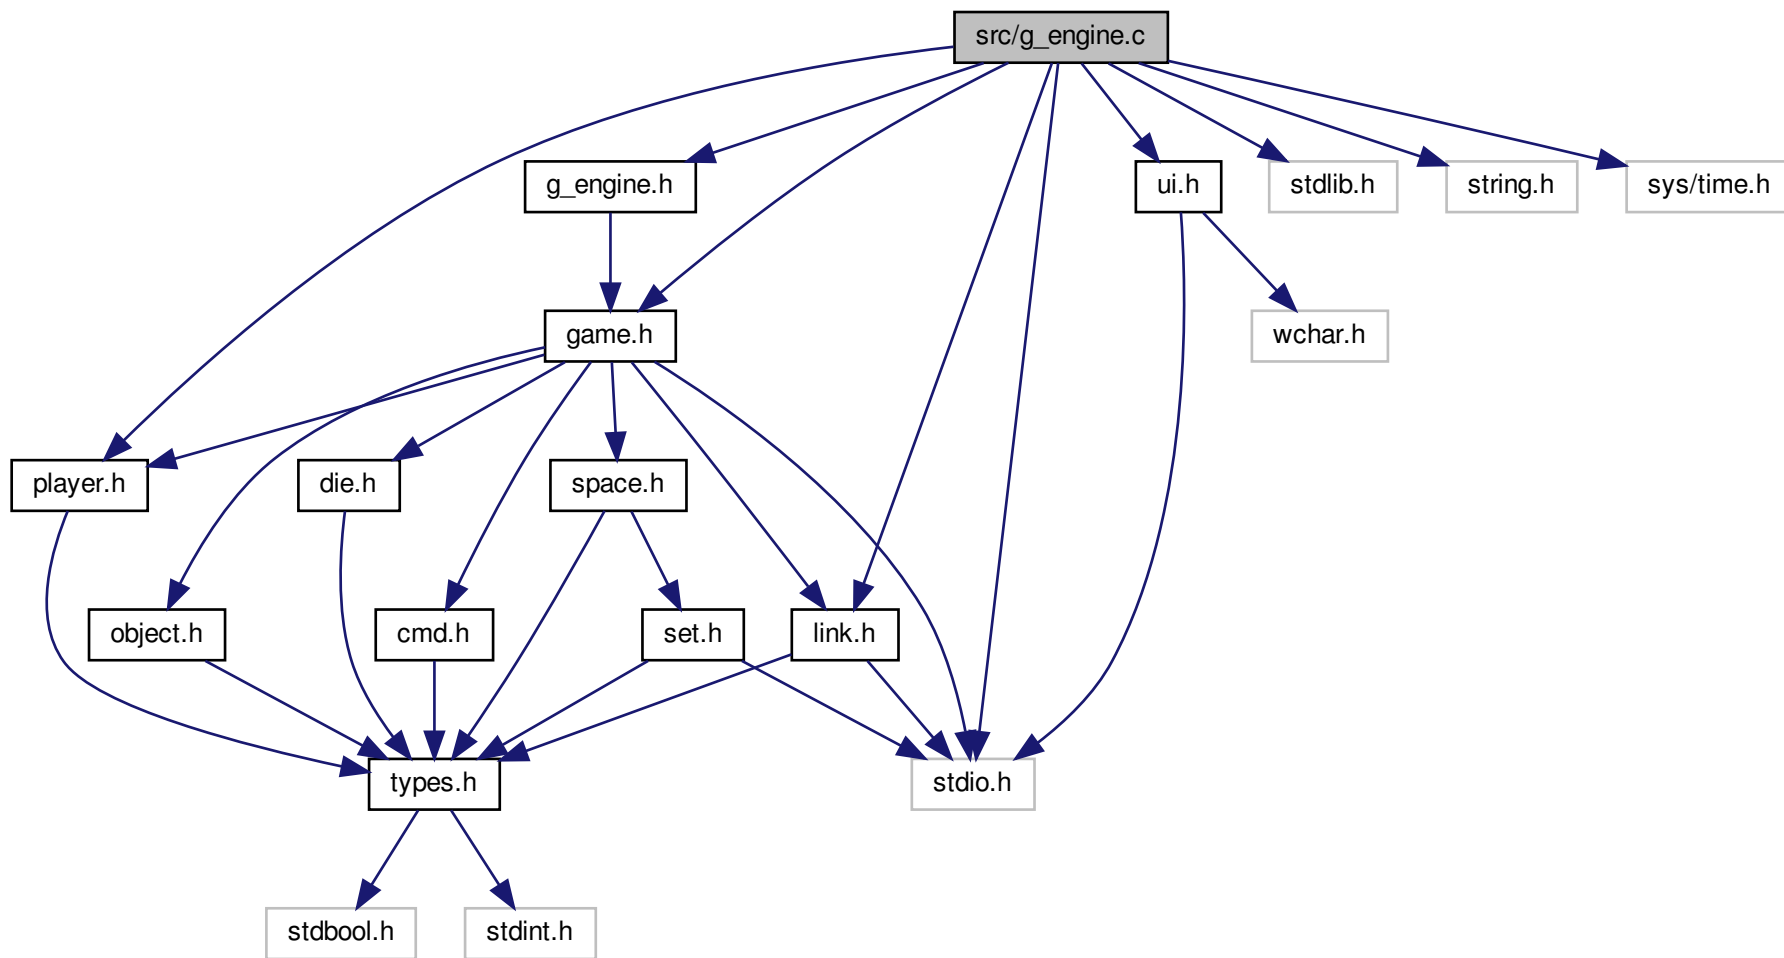 src/g_engine.c
g_engine.h
ui.h
stdlib.h
string.h
sys/time.h
game.h
wchar.h
player.h
die.h
space.h
object.h
cmd.h
set.h
link.h
types.h
stdio.h
stdbool.h
stdint.h